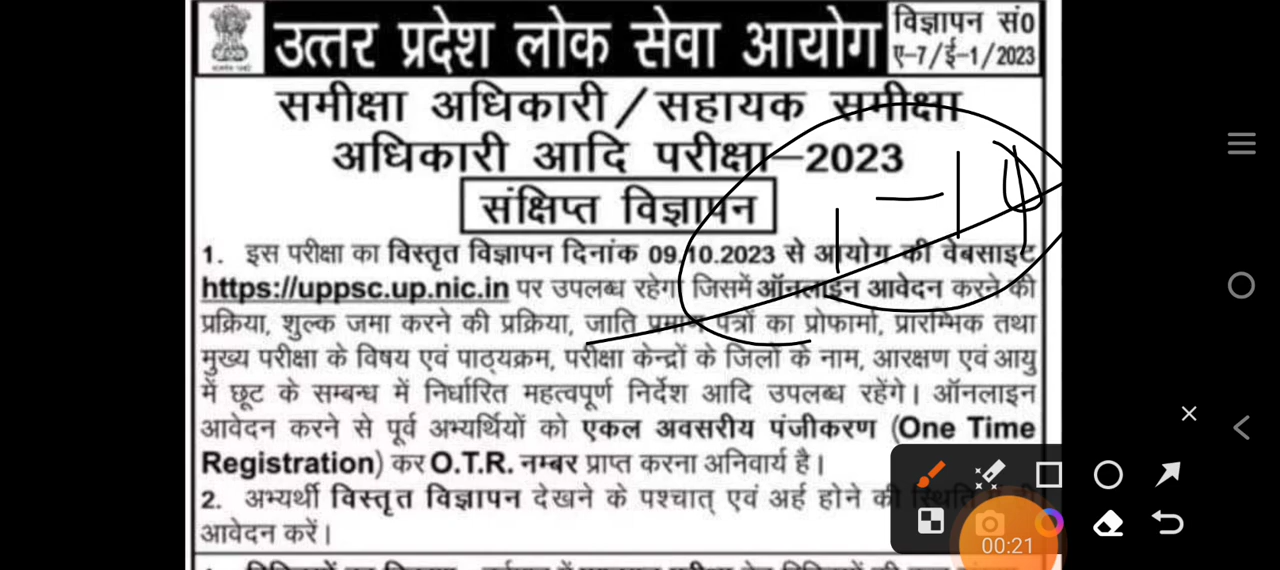 उत्तर प्रदेश लोक सेवा आयोग
विज्ञापन सं0
ए–7/ई–1/2023
समीक्षा अधिकारी/सहायक समीक्षा
अधिकारी आदि परीक्षा–2023
संक्षिप्त विज्ञापन
1. इस परीक्षा का विस्तृत विज्ञापन दिनांक 09.10.2023 से आयोग की वेबसाइट
https://uppsc.up.nic.in पर उपलब्ध रहेगा जिसमें ऑनलाइन आवेदन करने की
प्रक्रिया, शुल्क जमा करने की प्रक्रिया, जाति प्रमाण पत्रों का प्रोफार्मा, प्रारम्भिक तथा
मुख्य परीक्षा के विषय एवं पाठ्यक्रम, परीक्षा केन्द्रों के जिलों के नाम, आरक्षण एवं आयु
में छूट के सम्बन्ध में निर्धारित महत्वपूर्ण निर्देश आदि उपलब्ध रहेंगे। ऑनलाइन
आवेदन करने से पूर्व अभ्यर्थियों को एकल अवसरीय पंजीकरण (One Time
Registration) कर O.T.R. नम्बर प्राप्त करना अनिवार्य है।
2. अभ्यर्थी विस्तृत विज्ञापन देखने के पश्चात् एवं अर्ह होने की स्थिति में ही
आवेदन करें।
00:21